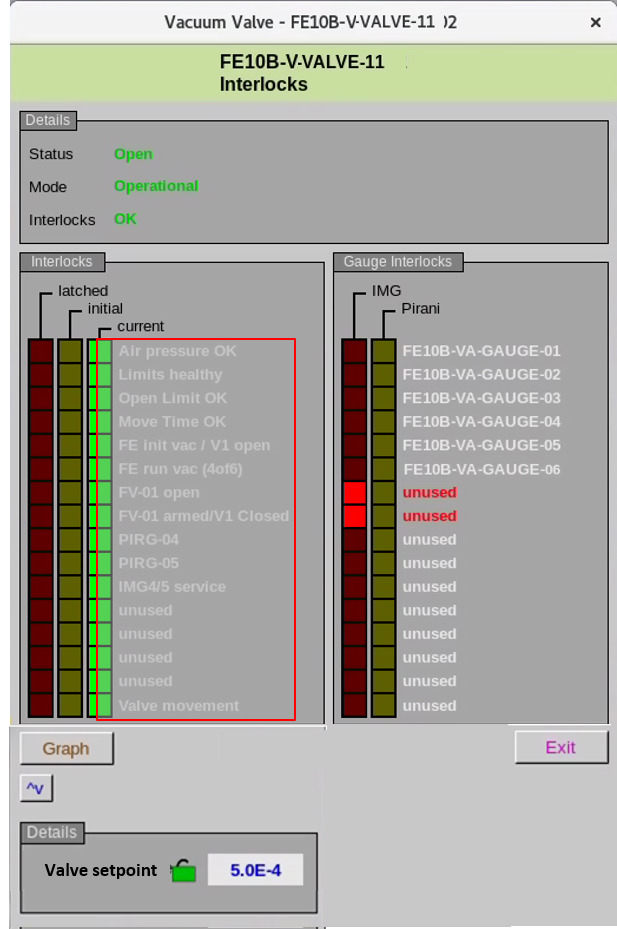 Vacuum Valve - FE10B-V-VALVE-11 )2
×
FE10B-V-VALVE-11
Interlocks
Details
Status Open
Mode Operational
Interlocks OK
Interlocks
latched
initial
current
Air pressure OK
Limits healthy
Open Limit OK
Move Time OK
FE init vac / V1 open
FE run vac (4of6)
FV-01 open
FV-01 armed/V1 Closed
PIRG-04
PIRG-05
IMG4/5 service
unused
unused
unused
unused
Valve movement
Gauge Interlocks
IMG
Pirani
FE10B-VA-GAUGE-01
FE10B-VA-GAUGE-02
FE10B-VA-GAUGE-03
FE10B-VA-GAUGE-04
FE10B-VA-GAUGE-05
FE10B-VA-GAUGE-06
unused
unused
unused
unused
unused
unused
unused
unused
unused
unused
Graph
Exit
^v
Details
Valve setpoint 5.0E-4